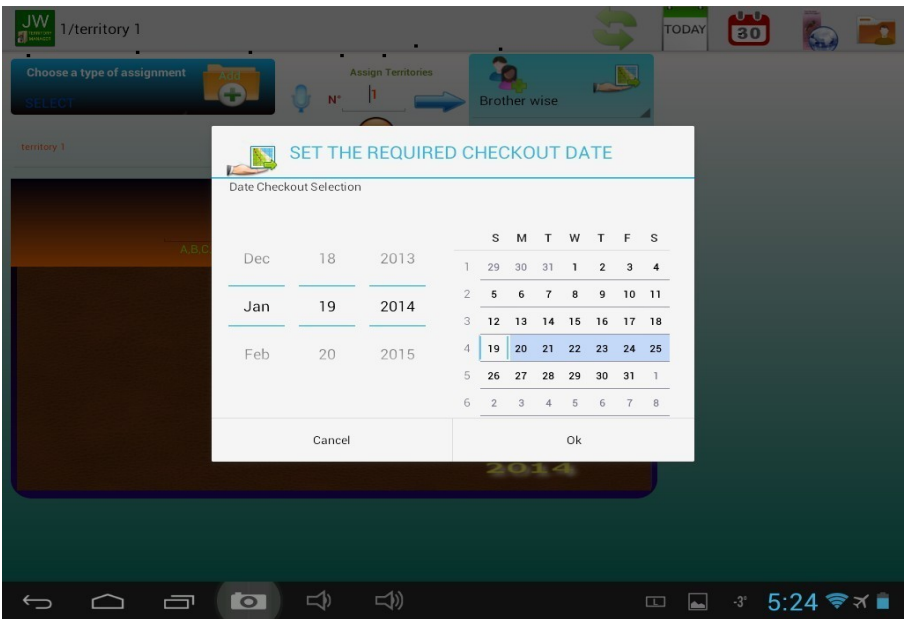 JW
TERRITORY
MANAGER
1/territory 1
TODAY
30
Choose a type of assignment
SELECT
Add
Assign Territories
N° 1
Brother wise
territory 1
A,B,C
SET THE REQUIRED CHECKOUT DATE
Date Checkout Selection
Dec 18 2013
Jan 19 2014
Feb 20 2015
S M T W T F S
1 29 30 31 1 2 3 4
2 5 6 7 8 9 10 11
3 12 13 14 15 16 17 18
4 19 20 21 22 23 24 25
5 26 27 28 29 30 31 1
6 2 3 4 5 6 7 8
Cancel Ok
2014
L -3° 5:24